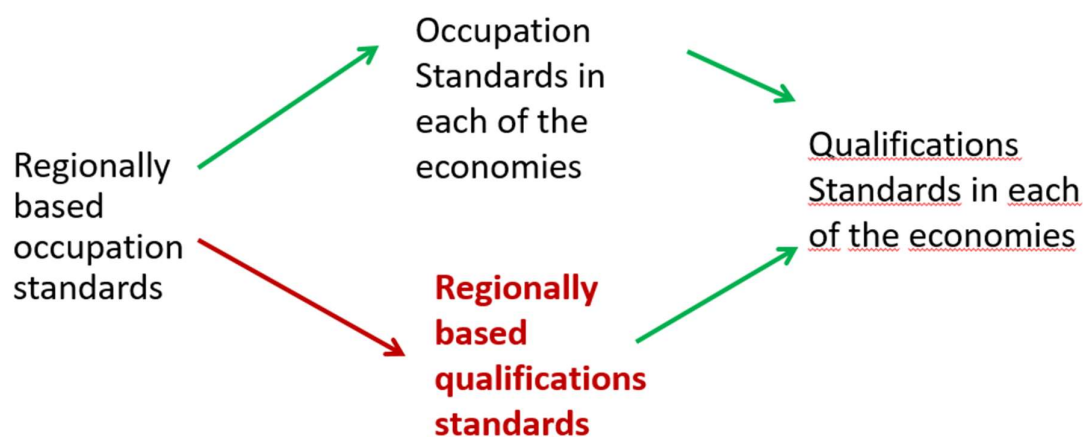 Regionally
based
occupation
standards
Occupation
Standards in
each of the
economies
Regionally
based
qualifications
standards
Qualifications
Standards in each
of the economies